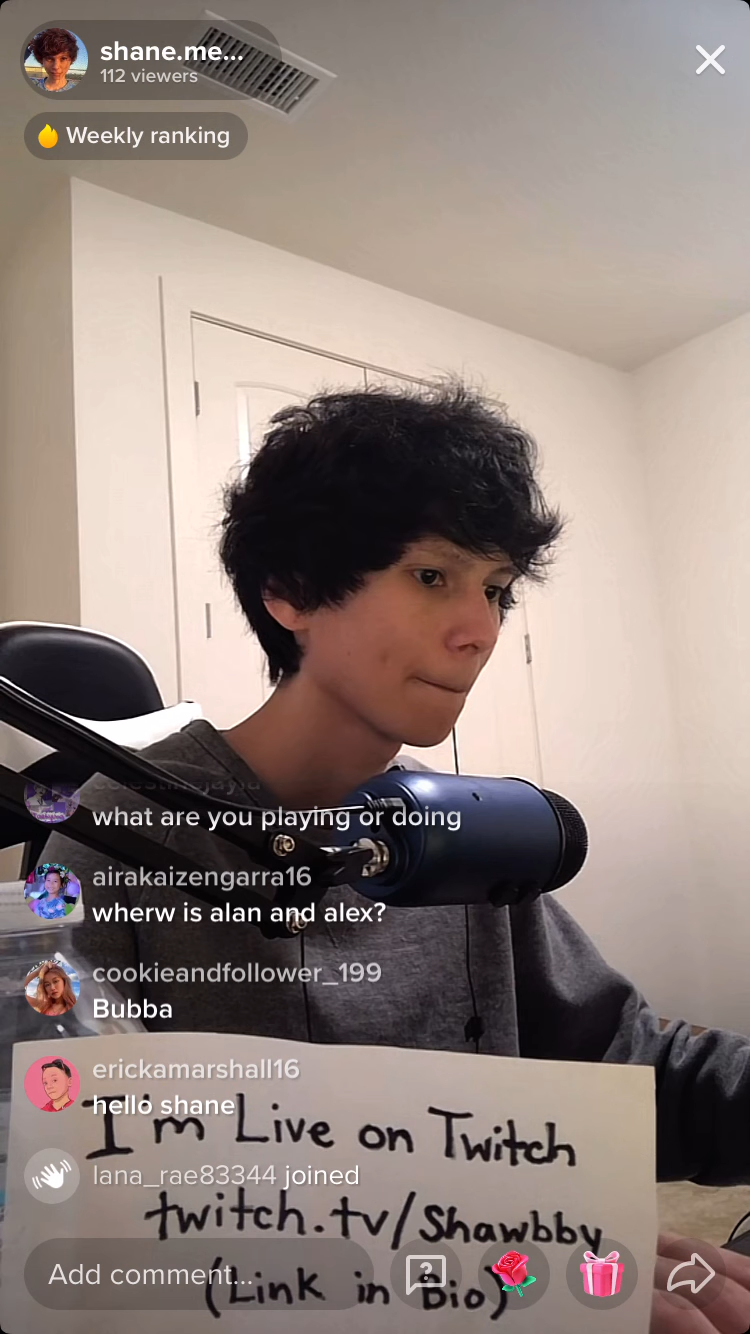 shane.me...
112 viewers
Weekly ranking
what are you playing or doing
airakaizengarra16
wherw is alan and alex?
cookieandfollower_199
Bubba
erickamarshall16
hello shane
I'm Live on Twitch
lana_rae83344 joined
twitch.tv/Shawbby
Add comment...
(Link in Bio)